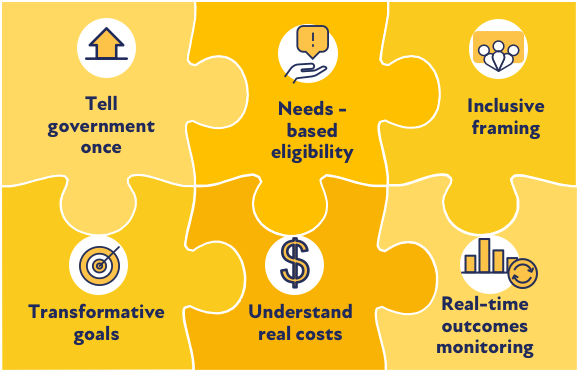 Tell
government
once
Needs -
based
eligibility
Inclusive
framing
Transformative
goals
Understand
real costs
Real-time
outcomes
monitoring